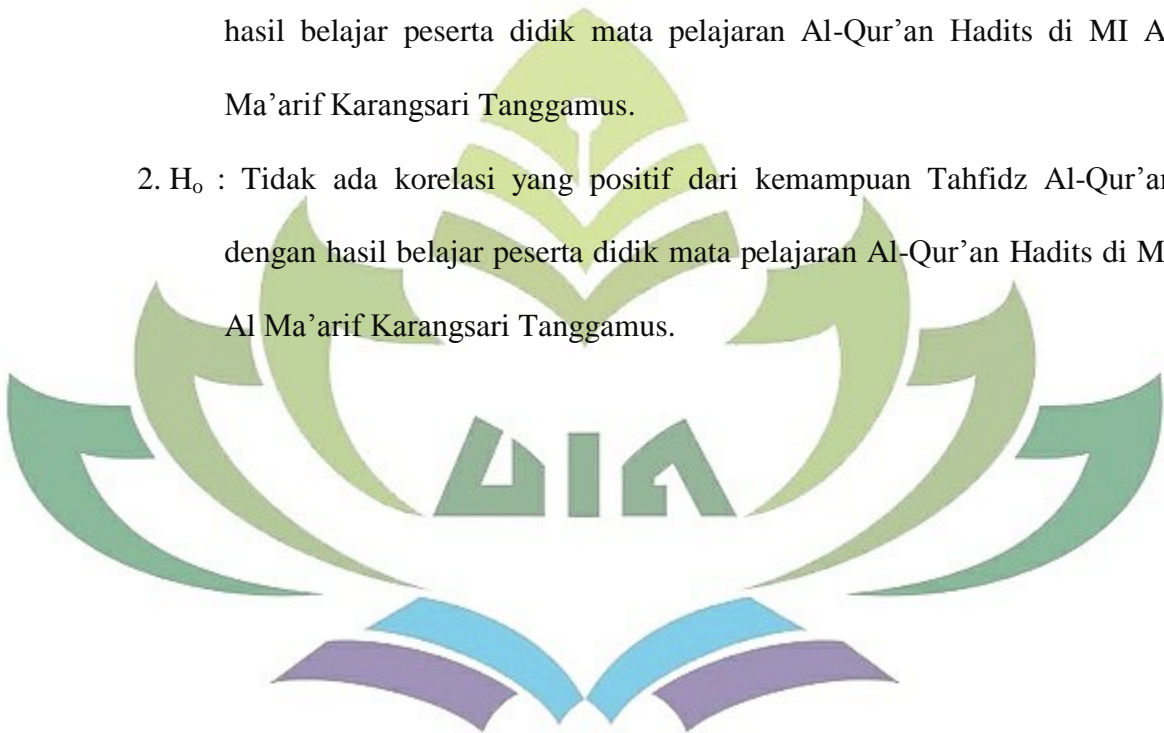 hasil belajar peserta didik mata pelajaran Al-Qur’an Hadits di MI A
Ma’arif Karangsari Tanggamus.
2. Ho : Tidak ada korelasi yang positif dari kemampuan Tahfidz Al-Qur’an
dengan hasil belajar peserta didik mata pelajaran Al-Qur’an Hadits di M
Al Ma’arif Karangsari Tanggamus.
UIN